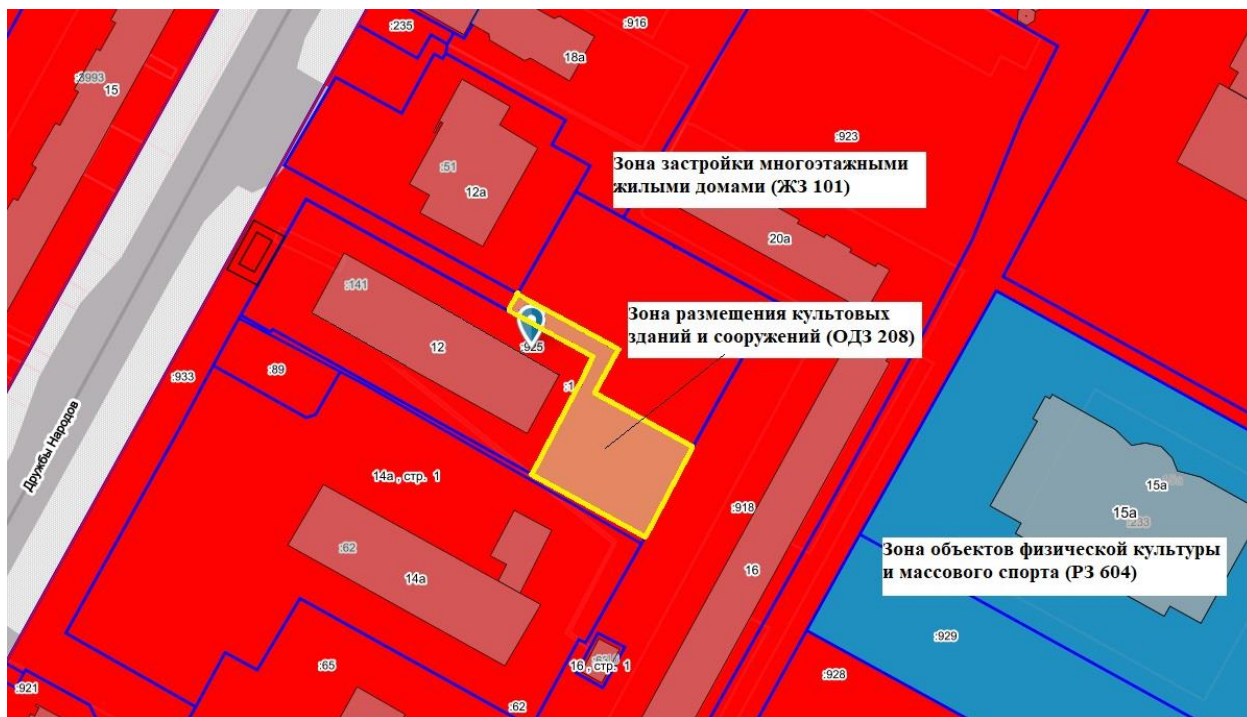 :235
:916
18а
:3993
15
:923
Зона застройки многоэтажными
жилыми домами (ЖЗ 101)
:51
12а
20а
:141
Зона размещения культовых
зданий и сооружений (ОДЗ 208)
12
:925
:89
:1
:933
Дружбы Народов
14а , стр. 1
15а
15а
:233
:918
:62
14а
16
Зона объектов физической культуры
и массового спорта (РЗ 604)
:929
:65
16 , стр. 1
:928
:921
:62